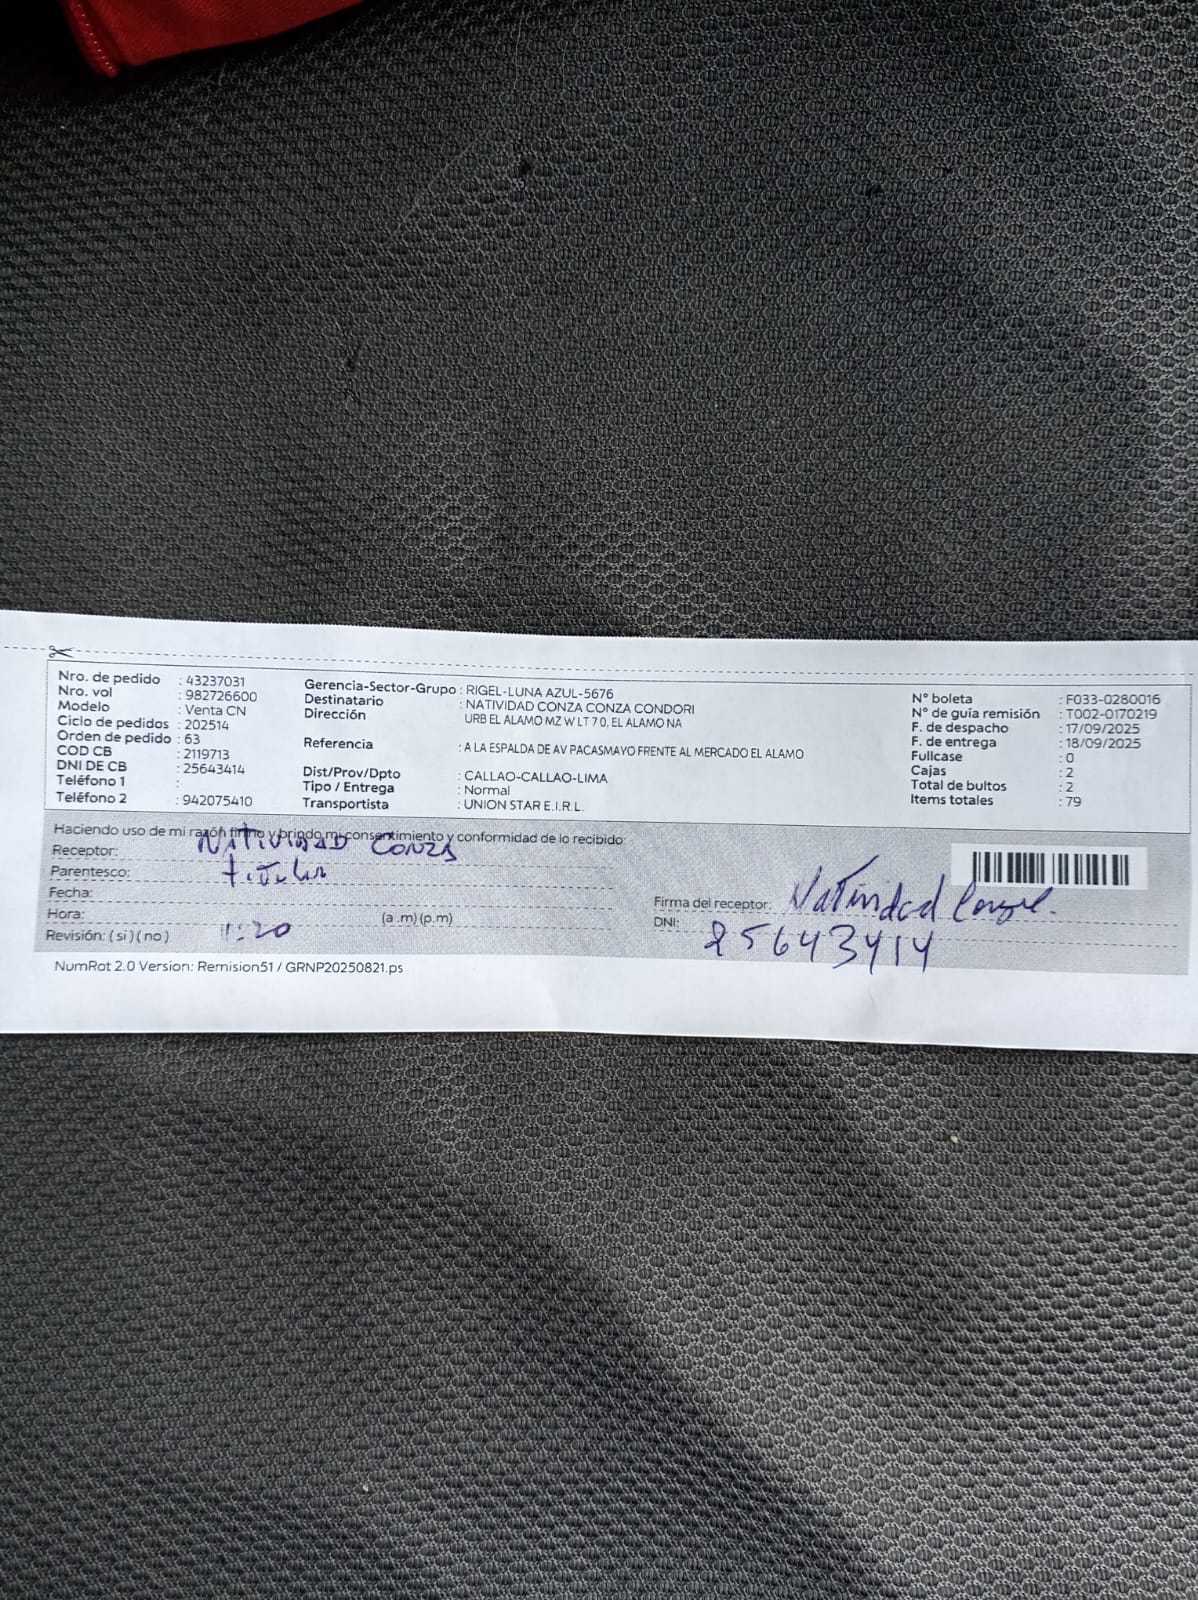 Nro. de pedido : 43237031
Nro. vol : 982726600
Modelo : Venta CN
Ciclo de pedidos : 202514
Orden de pedido : 63
COD CB : 2119713
DNI DE CB : 25643414
Teléfono 1 :
Teléfono 2 : 942075410
Gerencia-Sector-Grupo : RIGEL-LUNA AZUL-5676
Destinatario : NATIVIDAD CONZA CONZA CONDORI
Dirección URB EL ALAMO MZ W LT 7 0, EL ALAMO NA
Referencia : A LA ESPALDA DE AV PACASMAYO FRENTE AL MERCADO EL ALAMO
Dist/Prov/Dpto : CALLAO-CALLAO-LIMA
Tipo / Entrega : Normal
Transportista : UNION STAR E.I.R.L.
N° boleta : F033-0280016
N° de guía remisión : T002-0170219
F. de despacho : 17/09/2025
F. de entrega : 18/09/2025
Fullcase : 0
Cajas : 2
Total de bultos : 2
Items totales : 79
Haciendo uso de mi razón firmo y brindo mi consentimiento y conformidad de lo recibido:
Receptor: NATIVIDAD CONZA
Parentesco: titular
Fecha:
Hora: (a.m) (p.m)
Revisión: ( si ) ( no ) 1:20
Firma del receptor: Natividad
DNI: 25643414
NumRot 2.0 Version: Remision51 / GRNP20250821.ps